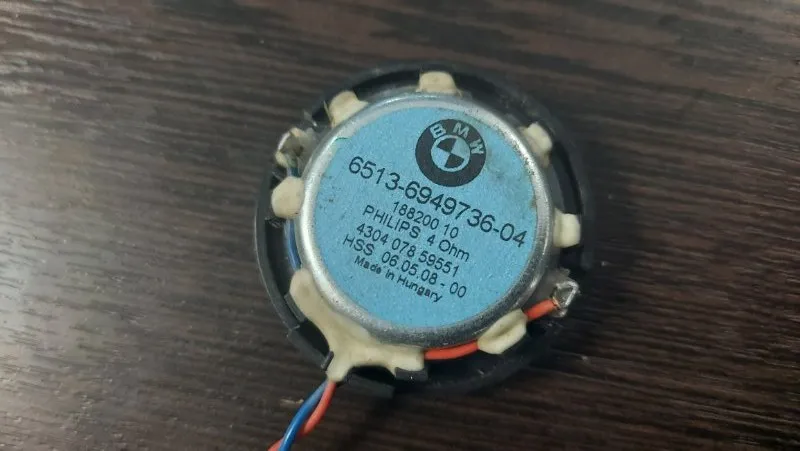 BMW
6513-6949736-04
188200 10
PHILIPS 4 Ohm
4304 078 59551
HSS 06.05.08 - 00
Made in Hungary